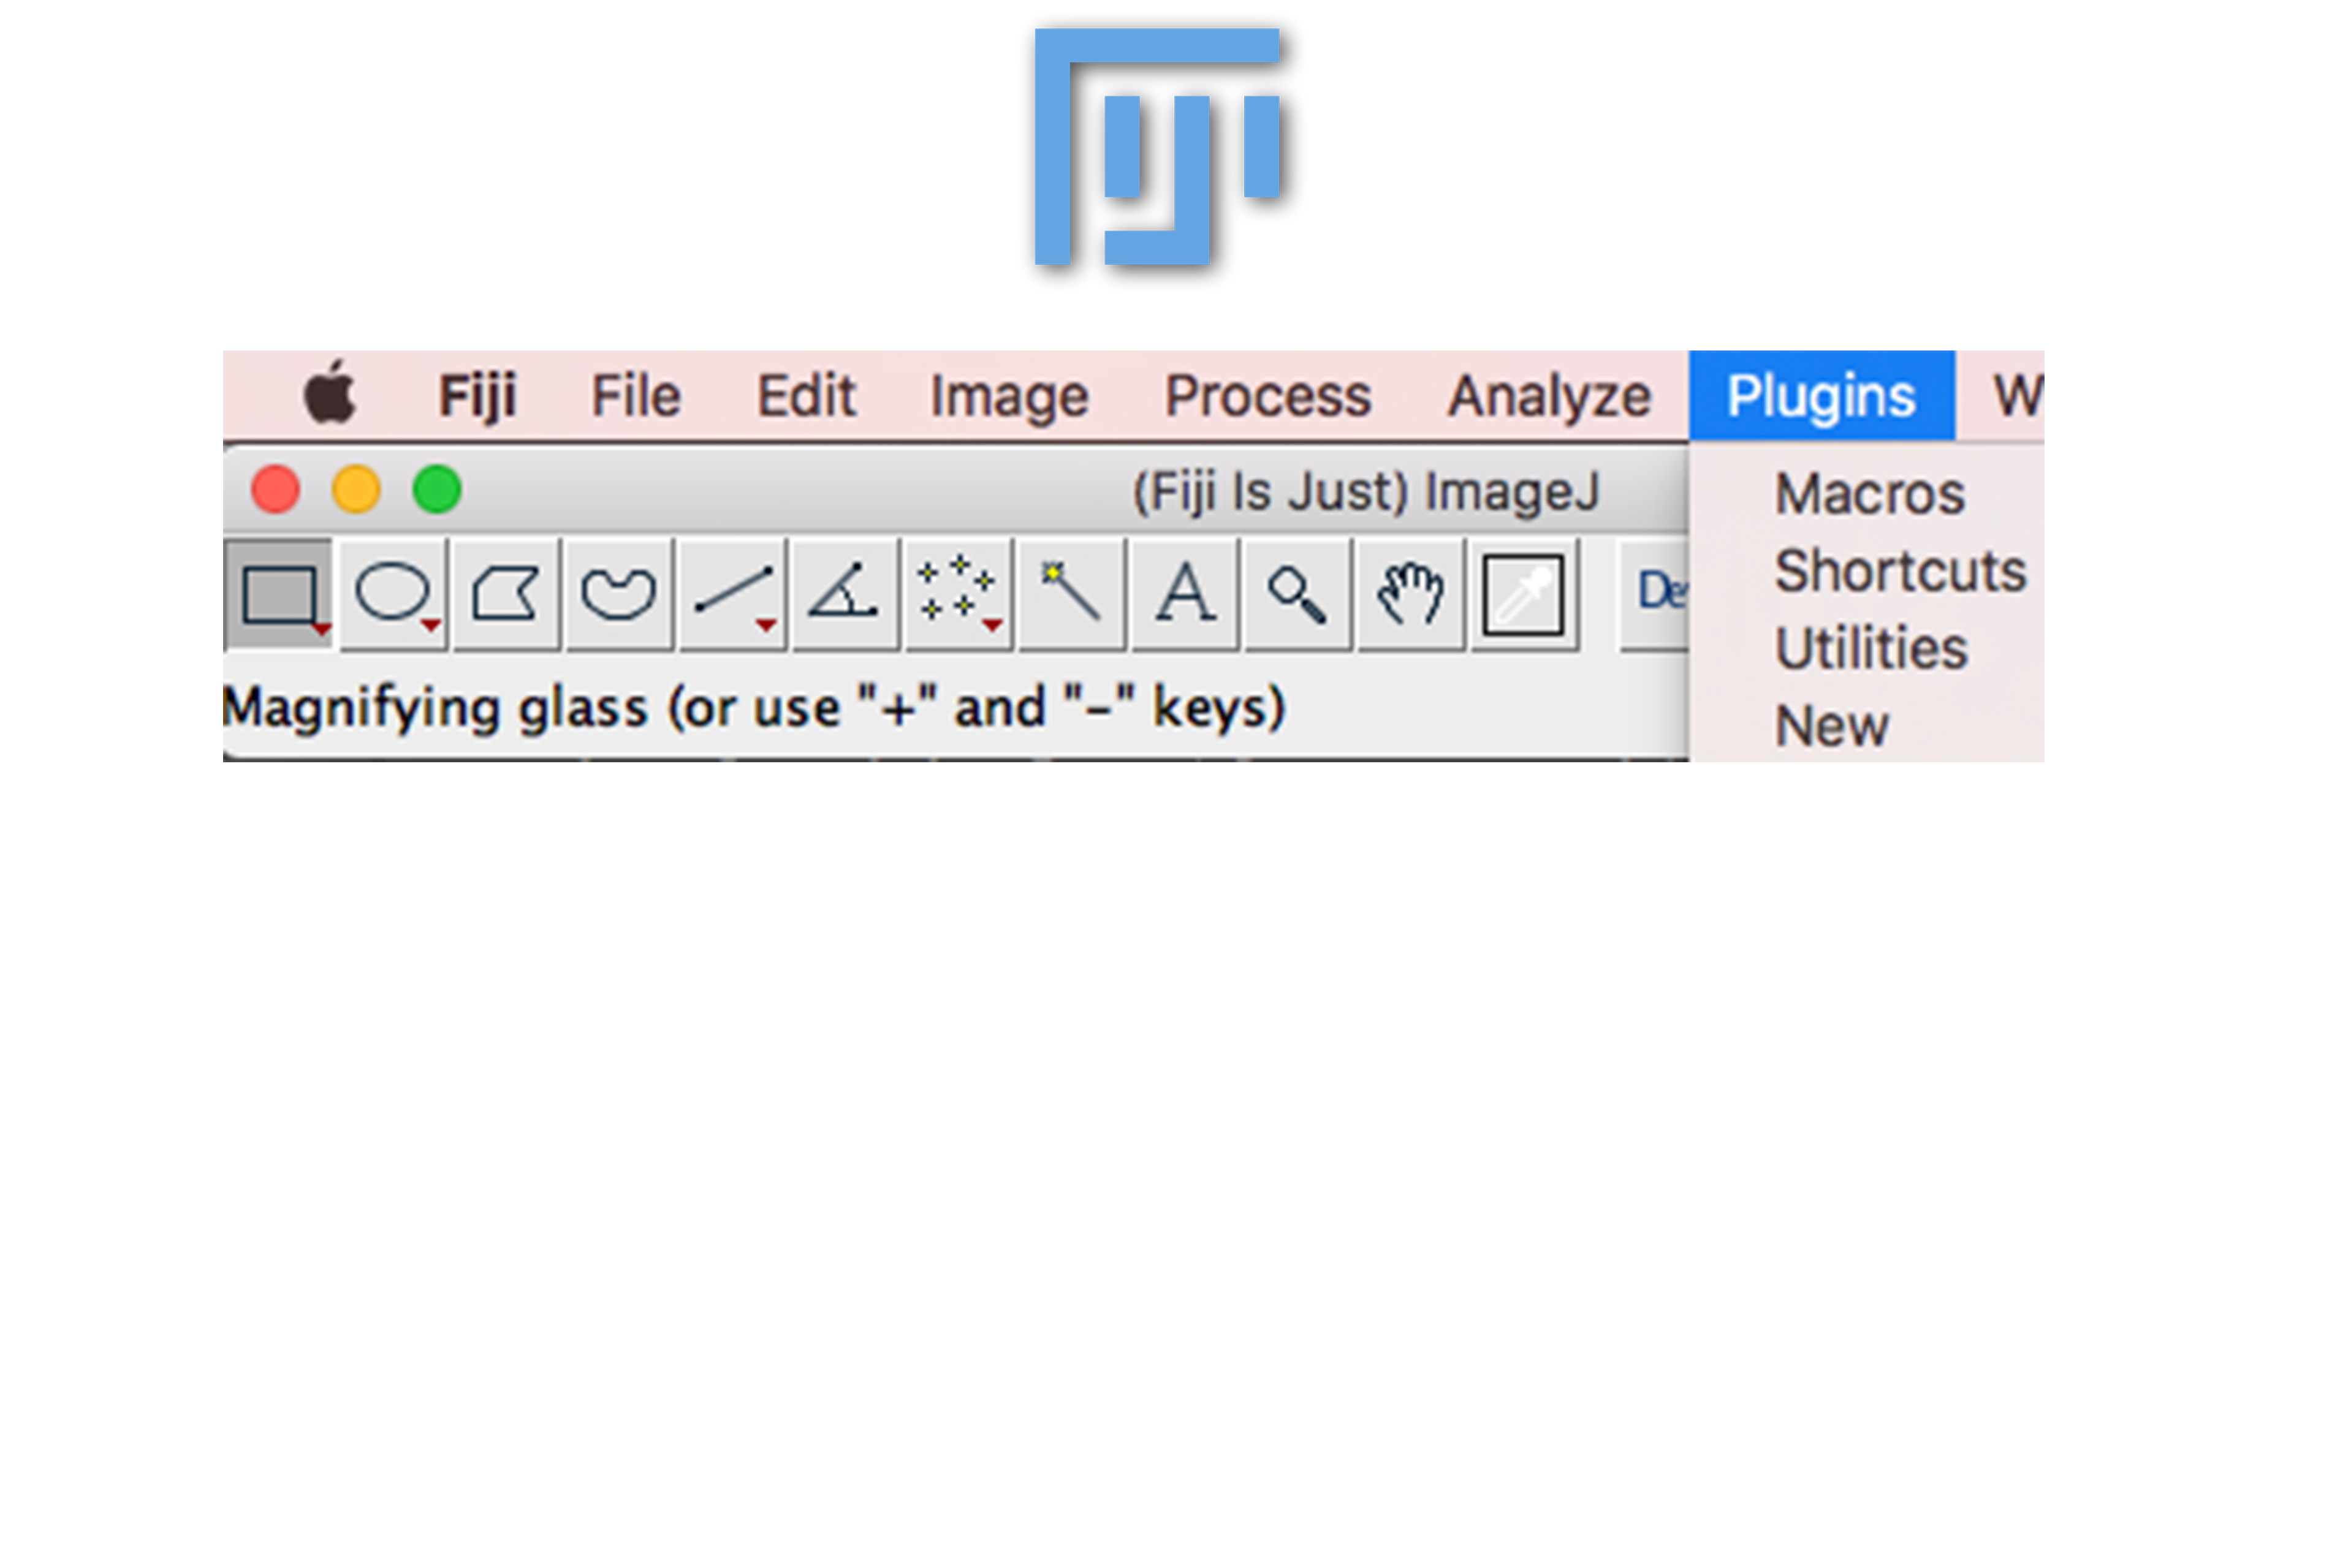 Fiji File Edit Image Process Analyze Plugins W
(Fiji Is Just) ImageJ
Macros
Shortcuts
Utilities
New
A
De
Magnifying glass (or use "+" and "-" keys)